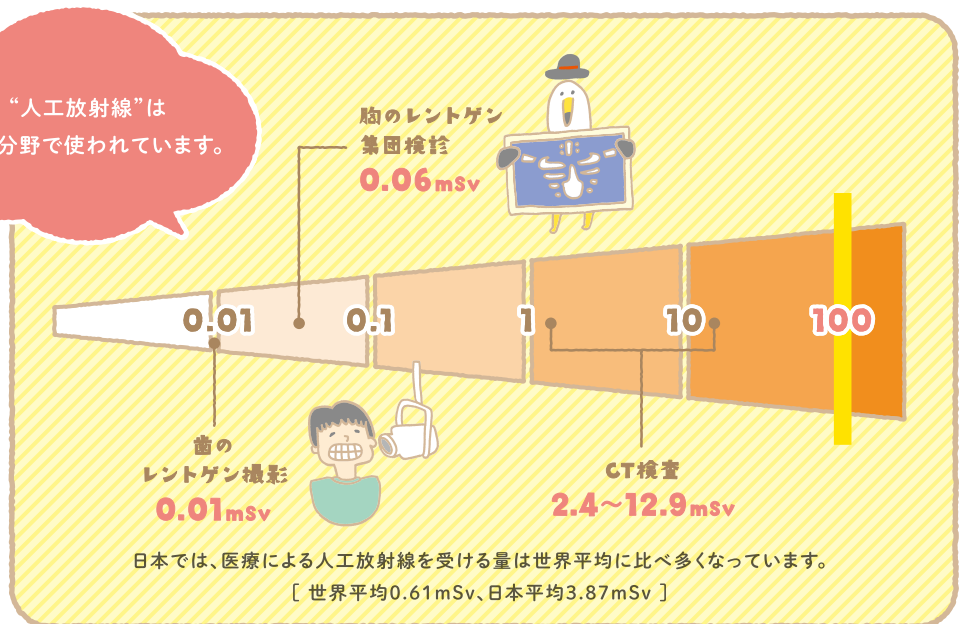 “人工放射線”は
分野で使われています。
胸のレントゲン
集団検診
0.06mSv
0.01
0.1
1
10
100
歯の
レントゲン撮影
0.01mSv
CT検査
2.4〜12.9mSv
日本では、医療による人工放射線を受ける量は世界平均に比べ多くなっています。
[ 世界平均0.61mSv、日本平均3.87mSv ]